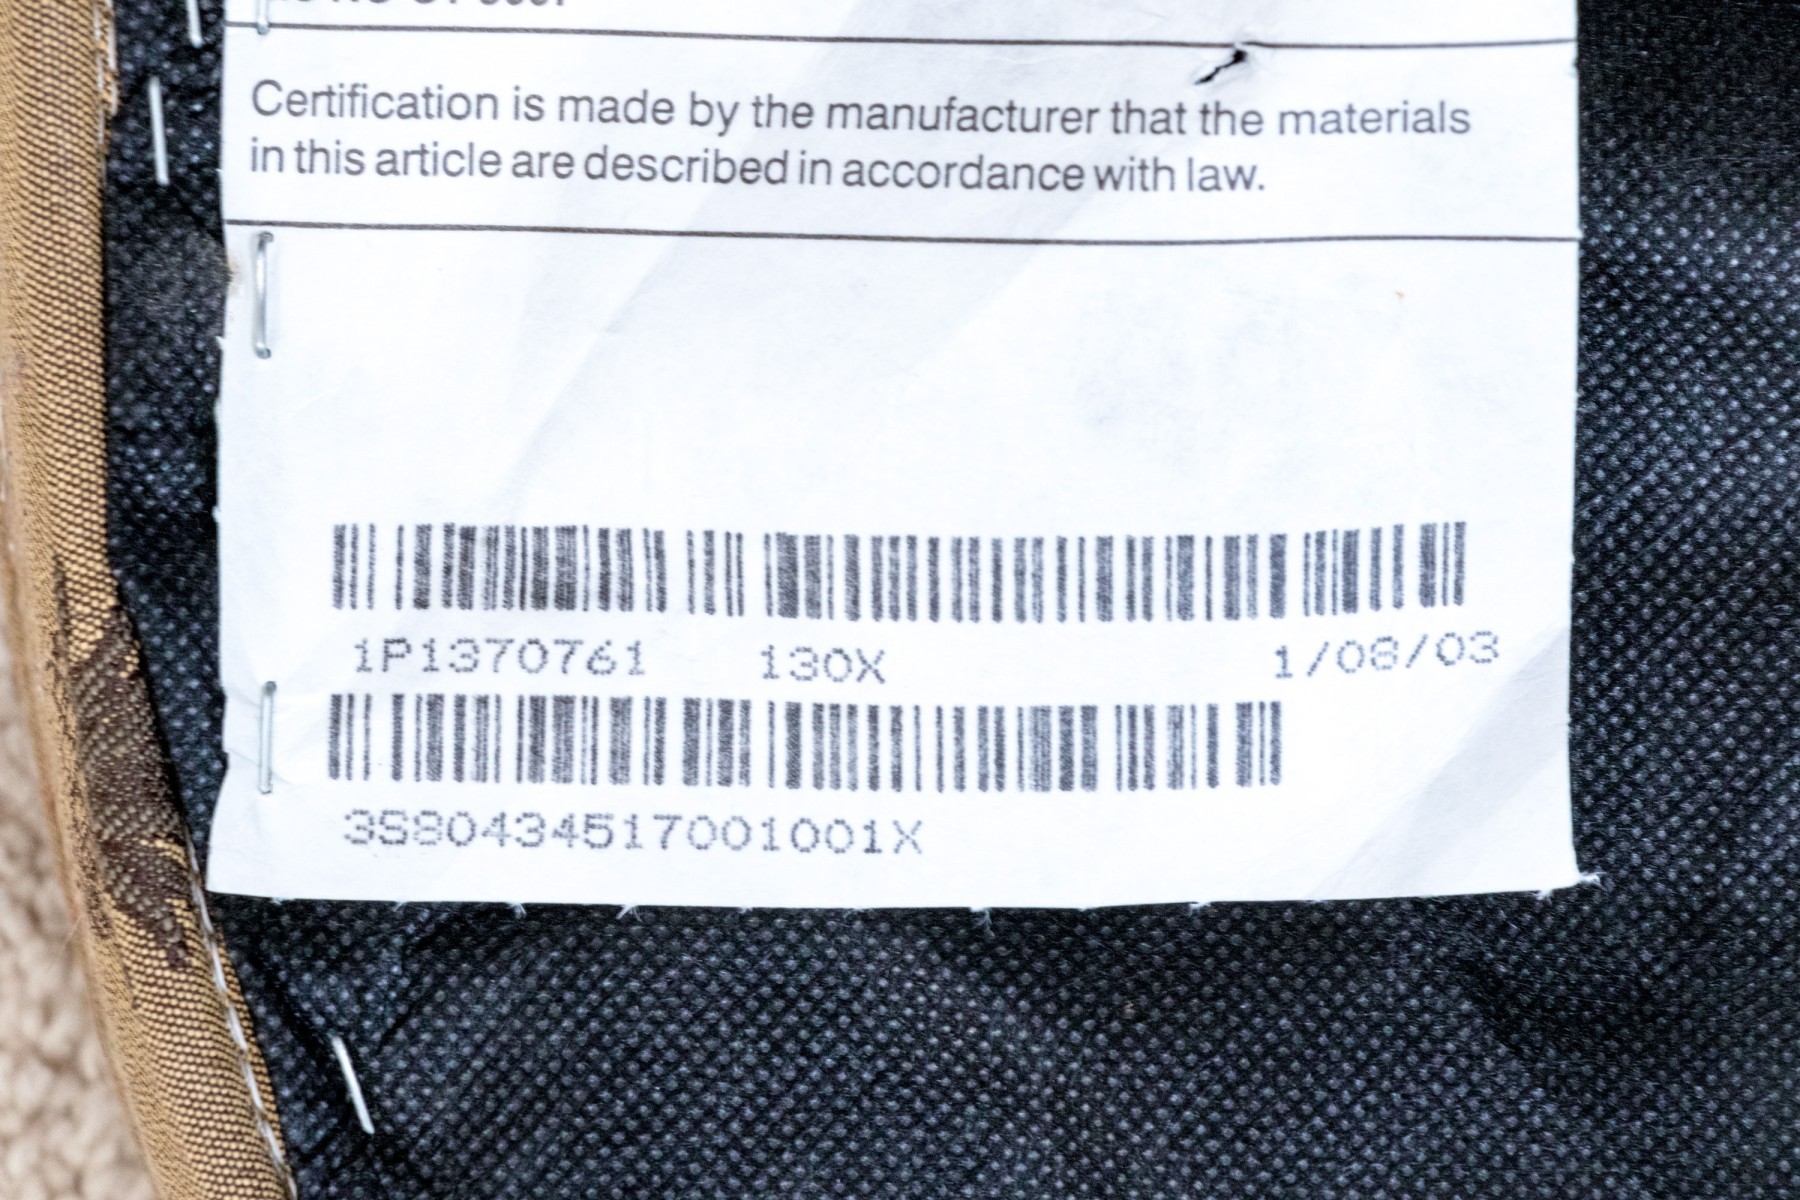 Certification is made by the manufacturer that the materials
in this article are described in accordance with law.
1P1370761 130X 1/08/03
3S80434517001001X